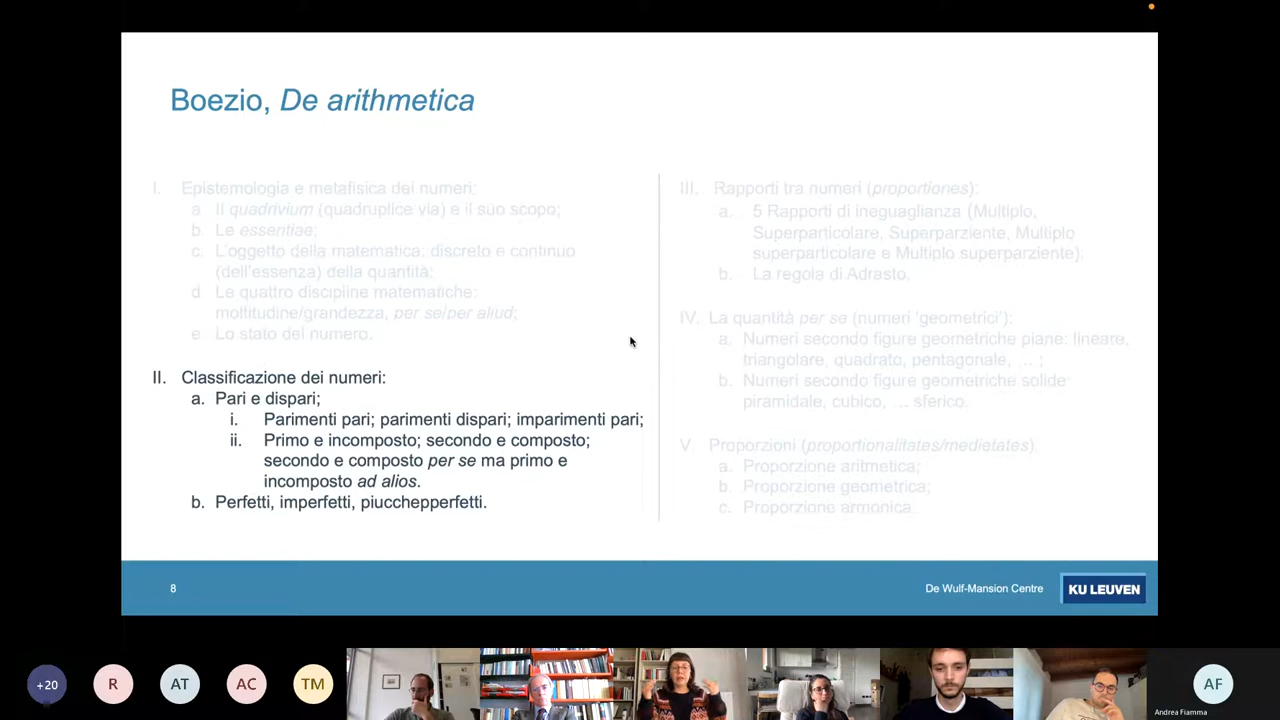 Boezio, De arithmetica
I. Epistemologia e metafisica dei numeri:
a Il quadrivium (quadruplice via) e il suo scopo;
b. Le essentiae;
c. L'oggetto della matematica: discreto e continuo
(dell'essenza) della quantità;
d Le quattro discipline matematiche:
moltitudine/grandezza, per se/per aliud;
e. Lo stato del numero.
II. Classificazione dei numeri:
a. Pari e dispari;
i. Parimenti pari; parimenti dispari; imparimenti pari;
ii. Primo e incomposto; secondo e composto;
secondo e composto per se ma primo e
incomposto ad alios.
b. Perfetti, imperfetti, piucchepperfetti.
III. Rapporti tra numeri (proportiones):
a. 5 Rapporti di ineguaglianza (Multiplo,
Superparticolare, Superparziente, Multiplo
superparticolare e Multiplo superparziente);
b. La regola di Adrasto.
IV. La quantità per se (numeri 'geometrici'):
a. Numeri secondo figure geometriche piane: lineare,
triangolare, quadrato, pentagonale, … ;
b. Numeri secondo figure geometriche solide
piramidale, cubico, … sferico.
V. Proporzioni (proportionalitates/medietates)
a. Proporzione aritmetica;
b. Proporzione geometrica;
c. Proporzione armonica.
8
De Wulf-Mansion Centre
KU LEUVEN
+20
R
AT
AC
TM
AF
Andrea Fiamma